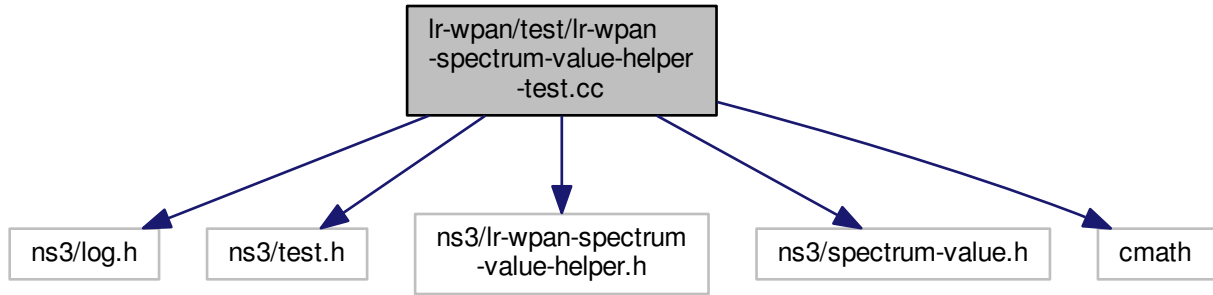 lr-wpan/test/lr-wpan
-spectrum-value-helper
-test.cc
ns3/log.h
ns3/test.h
ns3/lr-wpan-spectrum
-value-helper.h
ns3/spectrum-value.h
cmath